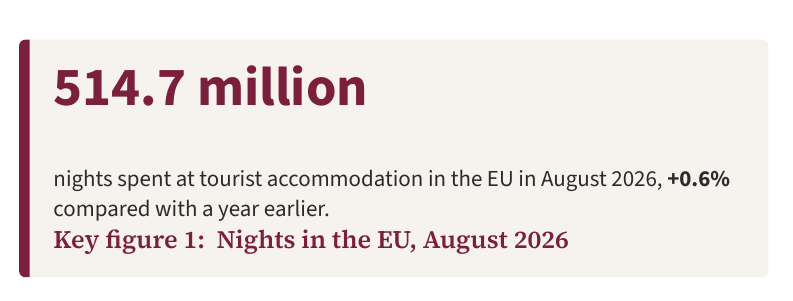 514.7 million
nights spent at tourist accommodation in the EU in August 2026, +0.6%
compared with a year earlier.
Key figure 1: Nights in the EU, August 2026